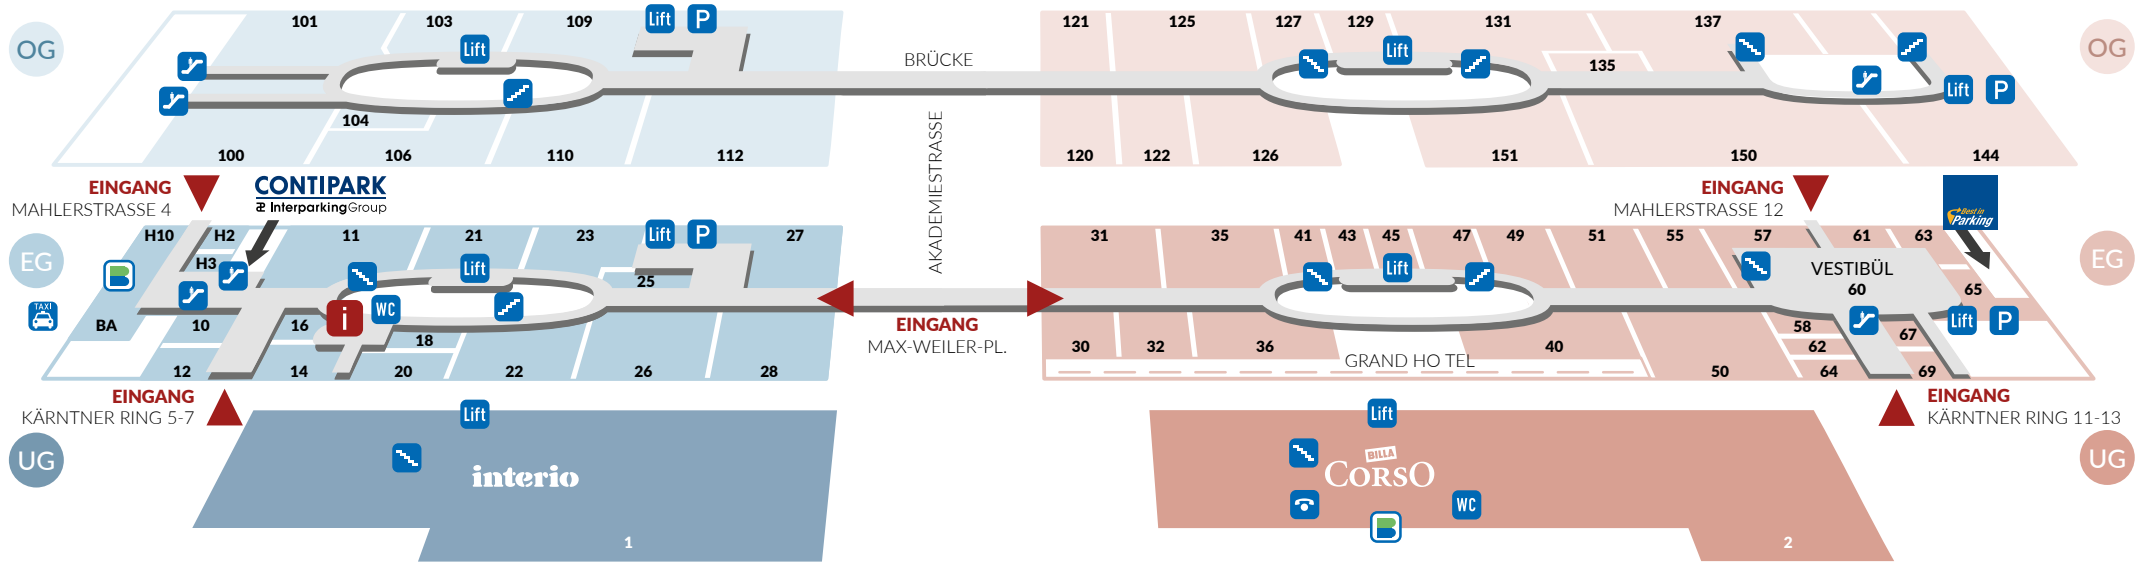 OG
101
103
109
Lift
P
Lift
104
100
106
110
112
BRÜCKE
AKADEMIESTRASSE
121
125
127
129
131
137
Lift
135
Lift
P
120
122
126
151
150
144
OG
EINGANG
MAHLERSTRASSE 4
CONTIPARK
InterparkingGroup
EINGANG
MAHLERSTRASSE 12
Best in
Parking
EG
H10
H2
H3
11
21
23
Lift
P
27
Lift
25
WC
i
TAXI
BA
10
16
18
12
14
20
22
26
28
EINGANG
MAX-WEILER-PL.
31
35
41
43
45
47
49
51
55
57
61
63
Lift
VESTIBÜL
60
65
Lift
P
58
67
62
64
69
30
32
36
40
50
GRAND HO TEL
EG
EINGANG
KÄRNTNER RING 5-7
EINGANG
KÄRNTNER RING 11-13
UG
Lift
interio
1
Lift
BILLA
CORSO
WC
B
2
UG
B